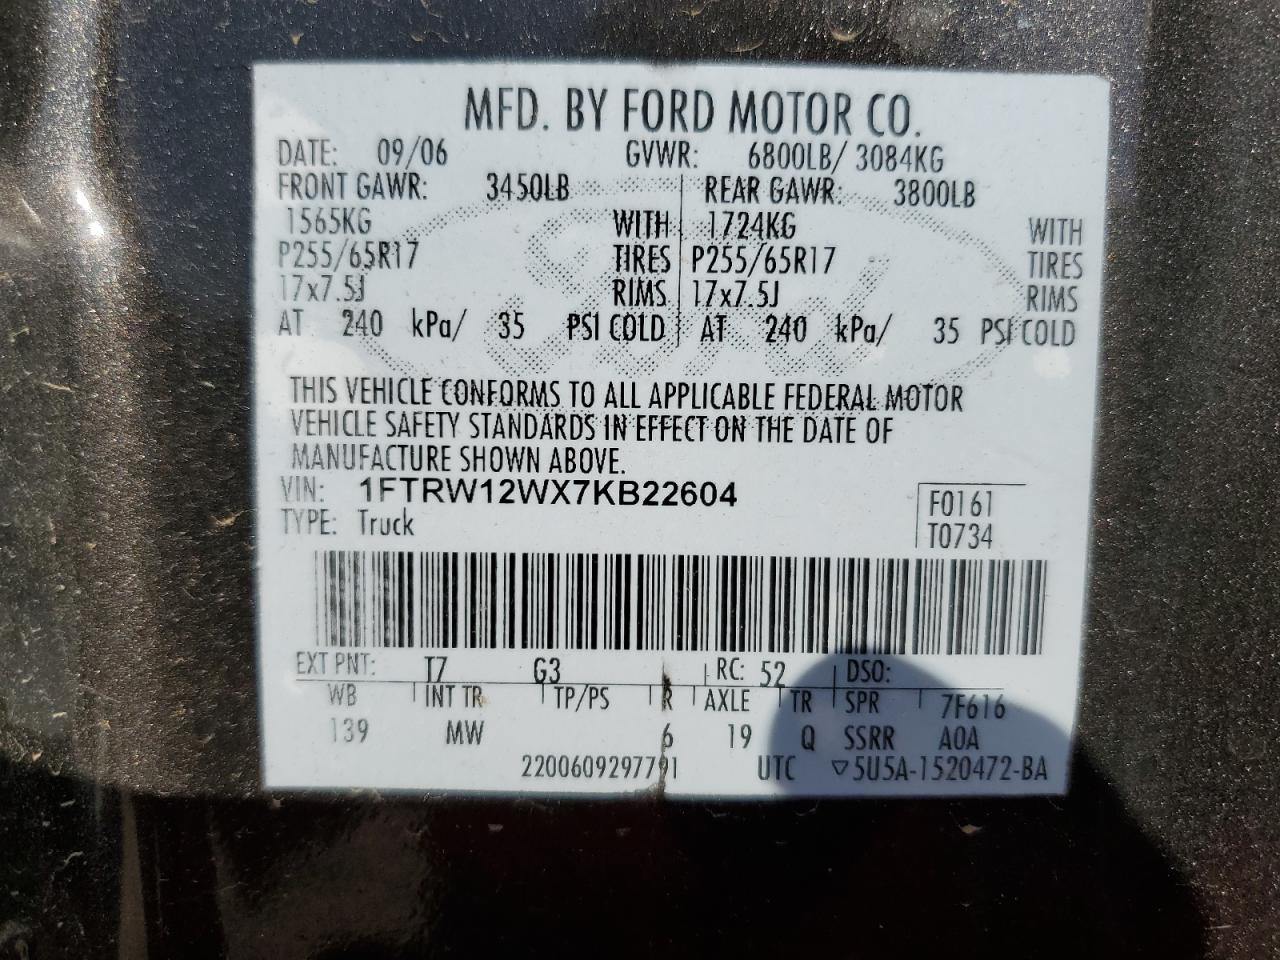 MFD. BY FORD MOTOR CO.
DATE: 09/06 GVWR: 6800LB/ 3084KG
FRONT GAWR: 3450LB REAR GAWR: 3800LB
1565KG WITH 1724KG WITH
P255/65R17 TIRES P255/65R17 TIRES
17x7.5J RIMS 17x7.5J RIMS
AT 240 kPa/ 35 PSI COLD AT 240 kPa/ 35 PSI COLD
THIS VEHICLE CONFORMS TO ALL APPLICABLE FEDERAL MOTOR
VEHICLE SAFETY STANDARDS IN EFFECT ON THE DATE OF
MANUFACTURE SHOWN ABOVE.
VIN: 1FTRW12WX7KB22604 F0161
TYPE: Truck T0734
EXT PNT: T7 G3 RC: 52 DSO:
WB INT TR TP/PS R AXLE TR SPR 7F616
139 MW 6 19 Q SSRR A0A
2200609297791 UTC ▽5U5A-1520472-BA
Ford